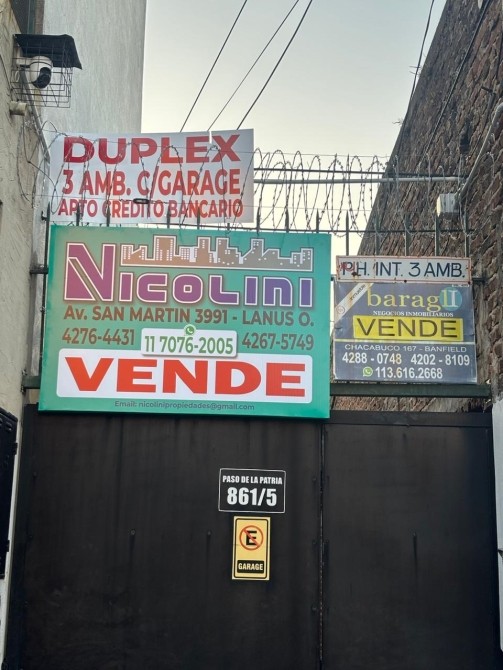 DUPLEX
3 AMB. C/GARAGE
APTO CREDITO BANCARIO
NICOLINI
Av. SAN MARTIN 3991 - LANUS O.
4276-4431 11 7076-2005 4267-5749
VENDE
Email: nicolinipropiedades@gmail.com
P.H. INT. 3 AMB.
baragli
NEGOCIOS INMOBILIARIOS
VENDE
CHACABUCO 167 - BANFIELD
4288 - 0748 4202 - 8109
113.616.2668
PASO DE LA PATRIA
861/5
E
GARAGE